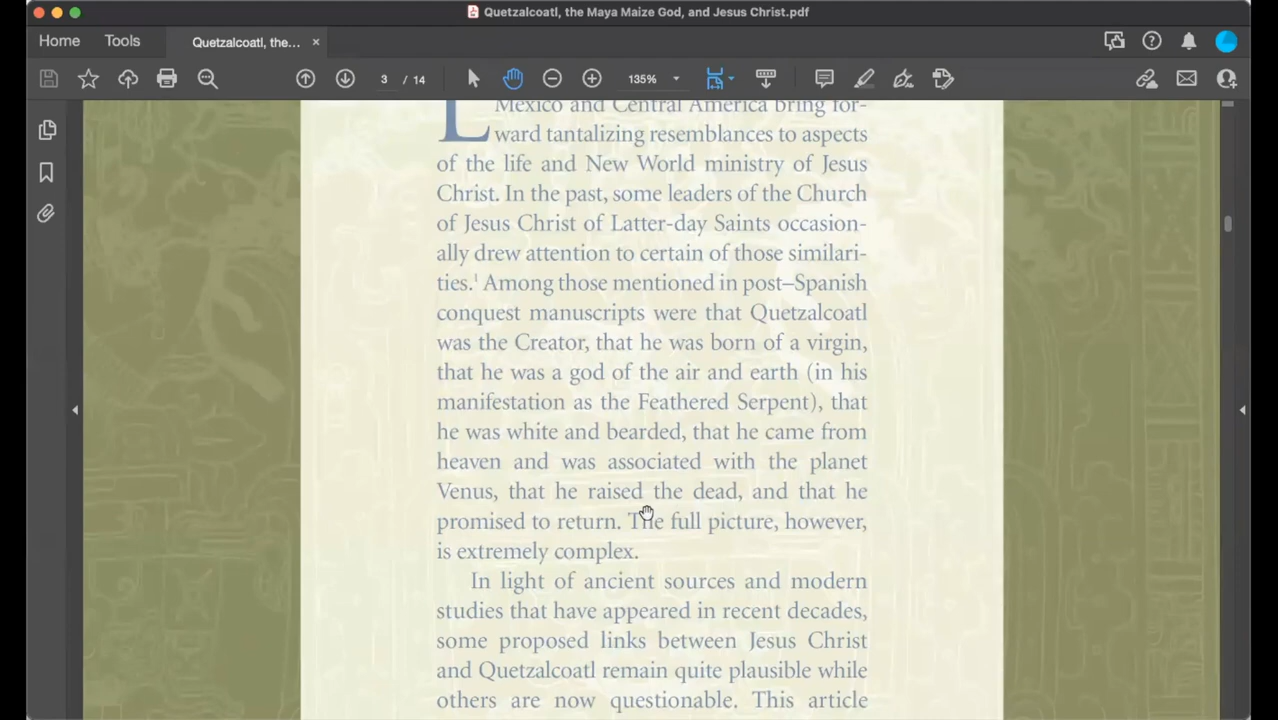 Quetzalcoatl, the Maya Maize God, and Jesus Christ.pdf
Home
Tools
Quetzalcoatl, the...
3 / 14
135%
L
Mexico and Central America bring for-
ward tantalizing resemblances to aspects
of the life and New World ministry of Jesus
Christ. In the past, some leaders of the Church
of Jesus Christ of Latter-day Saints occasion-
ally drew attention to certain of those similari-
ties.¹ Among those mentioned in post–Spanish
conquest manuscripts were that Quetzalcoatl
was the Creator, that he was born of a virgin,
that he was a god of the air and earth (in his
manifestation as the Feathered Serpent), that
he was white and bearded, that he came from
heaven and was associated with the planet
Venus, that he raised the dead, and that he
promised to return. The full picture, however,
is extremely complex.
In light of ancient sources and modern
studies that have appeared in recent decades,
some proposed links between Jesus Christ
and Quetzalcoatl remain quite plausible while
others are now questionable. This article